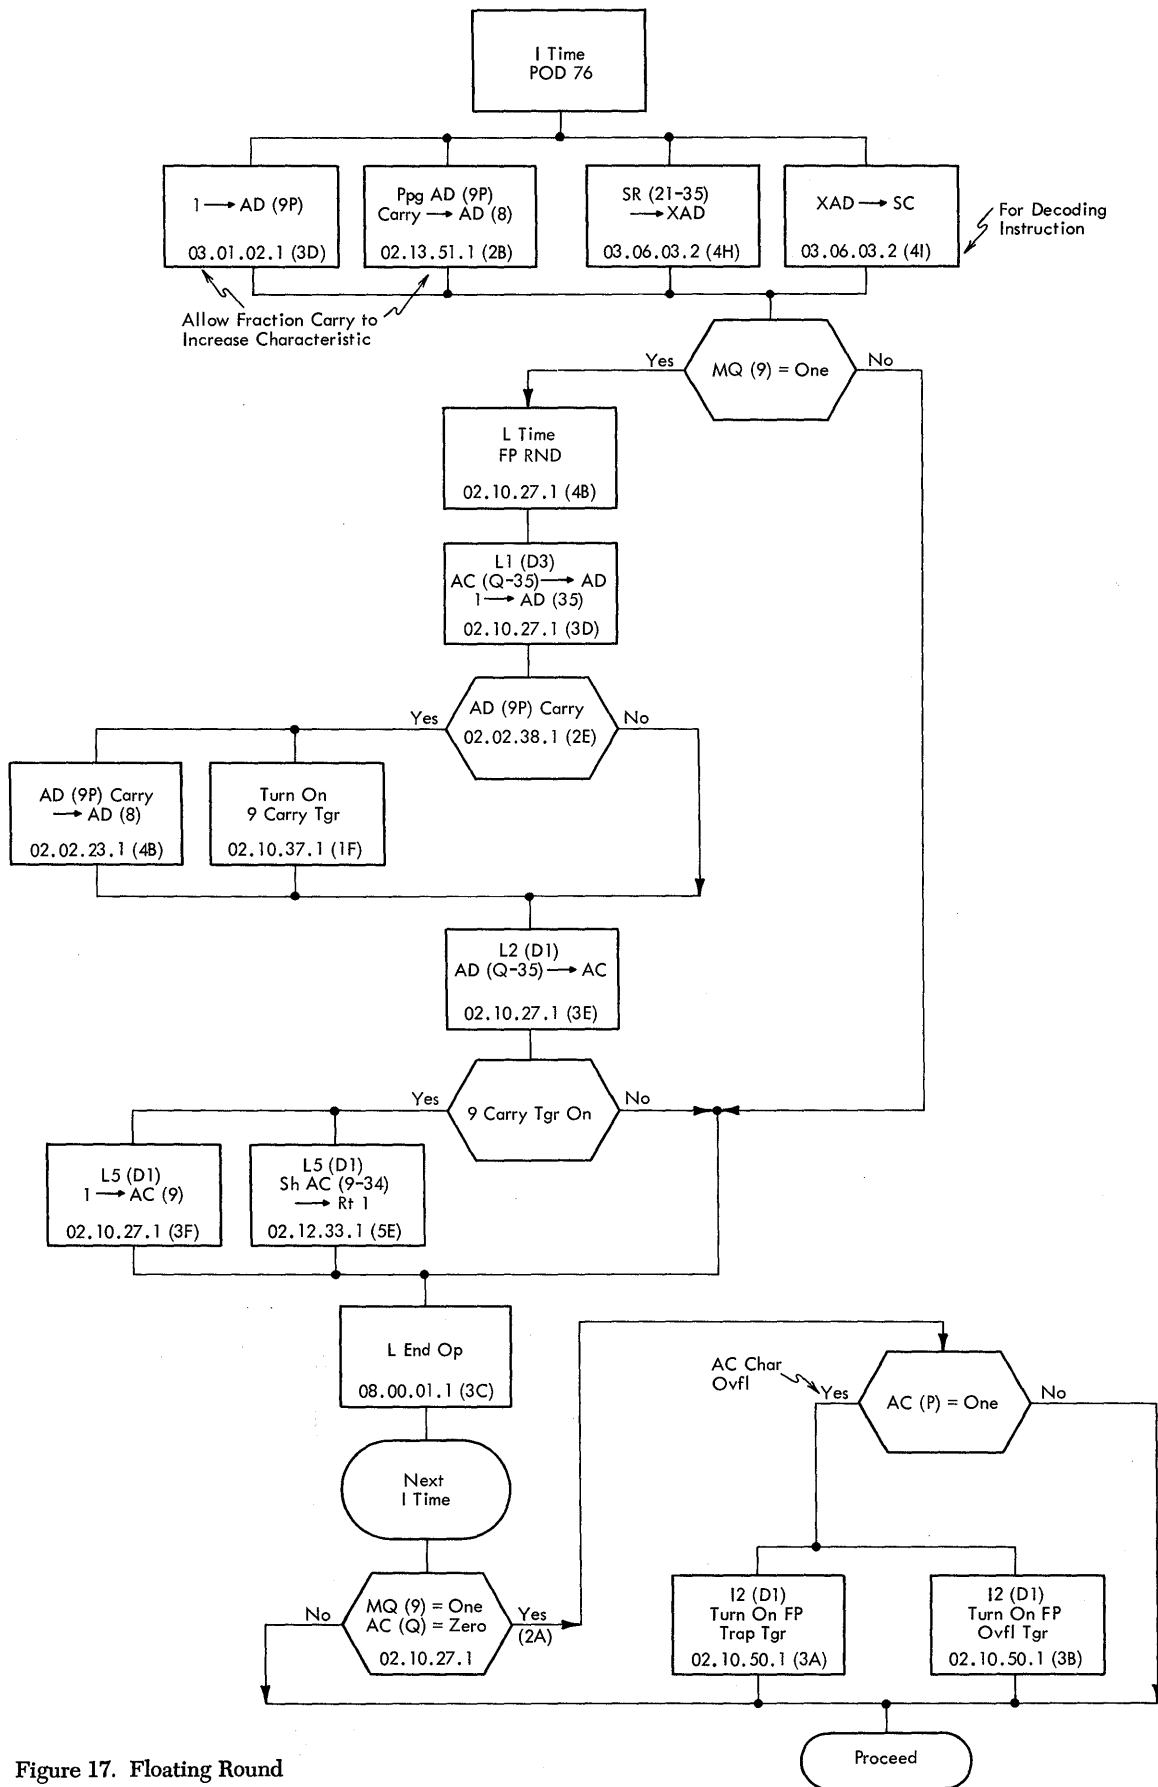 I Time
POD 76
1 → AD (9P)
03.01.02.1 (3D)
Ppg AD (9P)
Carry → AD (8)
02.13.51.1 (2B)
SR (21-35)
→ XAD
03.06.03.2 (4H)
XAD → SC
03.06.03.2 (4I)
For Decoding
Instruction
Allow Fraction Carry to
Increase Characteristic
Yes
MQ (9) = One
No
L Time
FP RND
02.10.27.1 (4B)
L1 (D3)
AC (Q-35) → AD
1 → AD (35)
02.10.27.1 (3D)
Yes
AD (9P) Carry
02.02.38.1 (2E)
No
AD (9P) Carry
→ AD (8)
02.02.23.1 (4B)
Turn On
9 Carry Tgr
02.10.37.1 (1F)
L2 (D1)
AD (Q-35) → AC
02.10.27.1 (3E)
Yes
9 Carry Tgr On
No
L5 (D1)
1 → AC (9)
02.10.27.1 (3F)
L5 (D1)
Sh AC (9-34)
→ Rt 1
02.12.33.1 (5E)
L End Op
08.00.01.1 (3C)
Next
I Time
No
MQ (9) = One
AC (Q) = Zero
02.10.27.1
Yes
(2A)
AC Char
Ovfl
Yes
AC (P) = One
No
I2 (D1)
Turn On FP
Trap Tgr
02.10.50.1 (3A)
I2 (D1)
Turn On FP
Ovfl Tgr
02.10.50.1 (3B)
Proceed
Figure 17. Floating Round